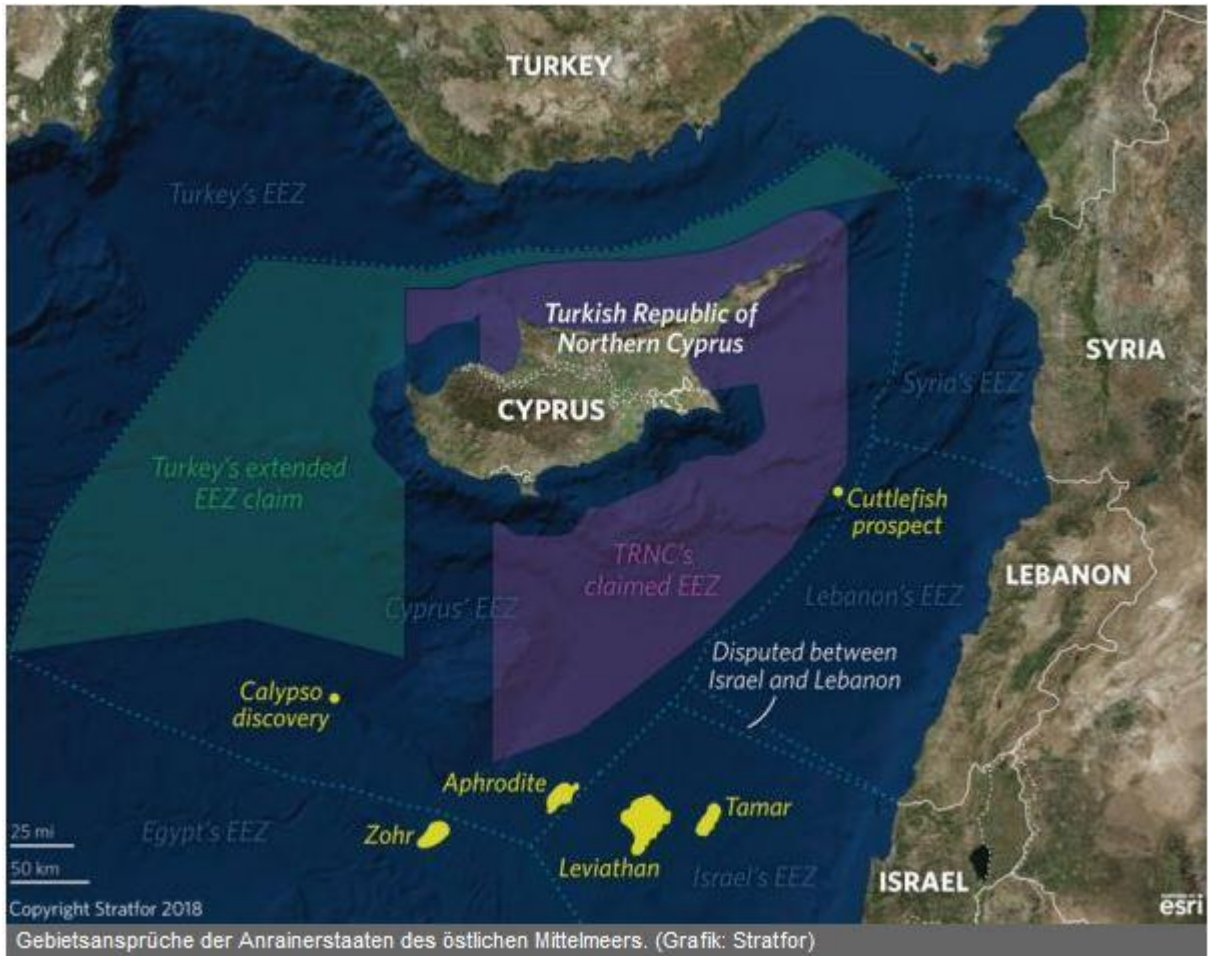 TURKEY
Turkey's EEZ
Turkish Republic of
Northern Cyprus
SYRIA
Syria's EEZ
CYPRUS
Turkey's extended
EEZ claim
Cuttlefish
prospect
TRNC's
claimed EEZ
LEBANON
Cyprus' EEZ
Lebanon's EEZ
Disputed between
Israel and Lebanon
Calypso
discovery
Aphrodite
Tamar
25 mi
Egypt's EEZ
Zohr
Leviathan
50 km
Israel's EEZ
ISRAEL
Copyright Stratfor 2018
esri
Gebietsansprüche der Anrainerstaaten des östlichen Mittelmeers. (Grafik: Stratfor)